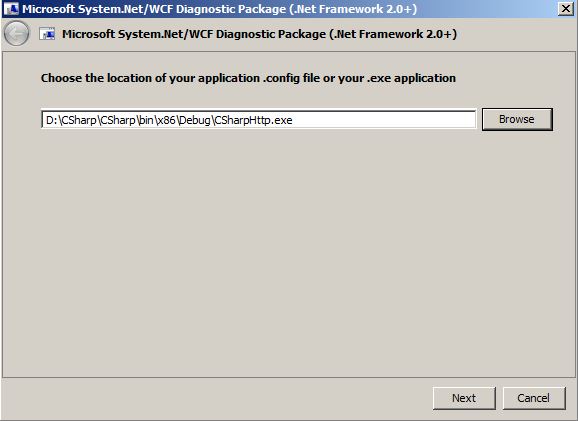 Microsoft System.Net/WCF Diagnostic Package (.Net Framework 2.0+)
Microsoft System.Net/WCF Diagnostic Package (.Net Framework 2.0+)
Choose the location of your application .config file or your .exe application
D:\CSharp\CSharp\bin\x86\Debug\CSharpHttp.exe
Browse
Next
Cancel